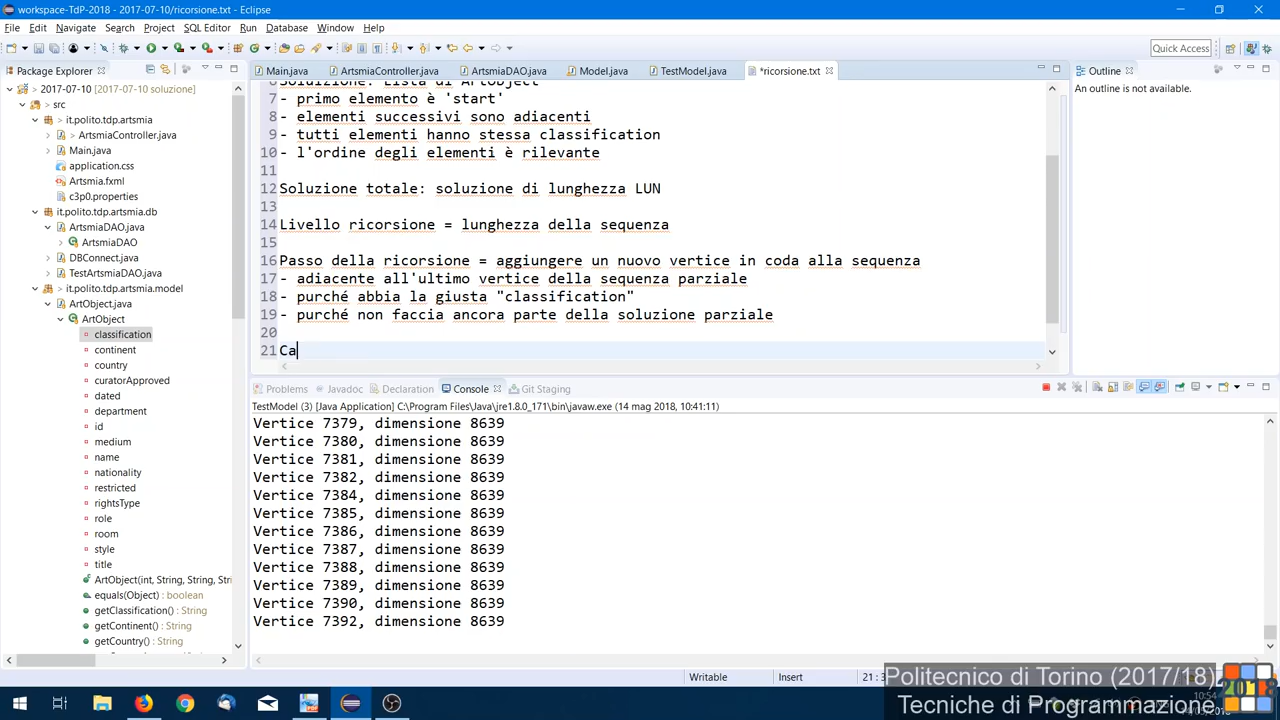 workspace-TdP-2018 - 2017-07-10/ricorsione.txt - Eclipse
File Edit Navigate Search Project SQL Editor Run Database Window Help
Quick Access
Package Explorer
Main.java ArtsmiaController.java ArtsmiaDAO.java Model.java TestModel.java *ricorsione.txt
Outline
An outline is not available.
> 2017-07-10 [2017-07-10 soluzione]
> src
> it.polito.tdp.artsmia
> ArtsmiaController.java
Main.java
application.css
Artsmia.fxml
c3p0.properties
it.polito.tdp.artsmia.db
ArtsmiaDAO.java
ArtsmiaDAO
DBConnect.java
TestArtsmiaDAO.java
> it.polito.tdp.artsmia.model
ArtObject.java
ArtObject
classification
continent
country
curatorApproved
dated
department
id
medium
name
nationality
restricted
rightsType
role
room
style
title
ArtObject(int, String, String, Stri
equals(Object) : boolean
getClassification() : String
getContinent() : String
getCountry() : String
6 Soluzione: lista di ArtObject
7 - primo elemento è 'start'
8 - elementi successivi sono adiacenti
9 - tutti elementi hanno stessa classification
10 - l'ordine degli elementi è rilevante
11
12 Soluzione totale: soluzione di lunghezza LUN
13
14 Livello ricorsione = lunghezza della sequenza
15
16 Passo della ricorsione = aggiungere un nuovo vertice in coda alla sequenza
17 - adiacente all'ultimo vertice della sequenza parziale
18 - purché abbia la giusta "classification"
19 - purché non faccia ancora parte della soluzione parziale
20
21 Ca
Problems Javadoc Declaration Console Git Staging
TestModel (3) [Java Application] C:\Program Files\Java\jre1.8.0_171\bin\javaw.exe (14 mag 2018, 10:41:11)
Vertice 7379, dimensione 8639
Vertice 7380, dimensione 8639
Vertice 7381, dimensione 8639
Vertice 7382, dimensione 8639
Vertice 7384, dimensione 8639
Vertice 7385, dimensione 8639
Vertice 7386, dimensione 8639
Vertice 7387, dimensione 8639
Vertice 7388, dimensione 8639
Vertice 7389, dimensione 8639
Vertice 7390, dimensione 8639
Vertice 7392, dimensione 8639
Writable Insert 21 : 3
Politecnico di Torino (2017/18)
Tecniche di Programmazione
2018
10:54